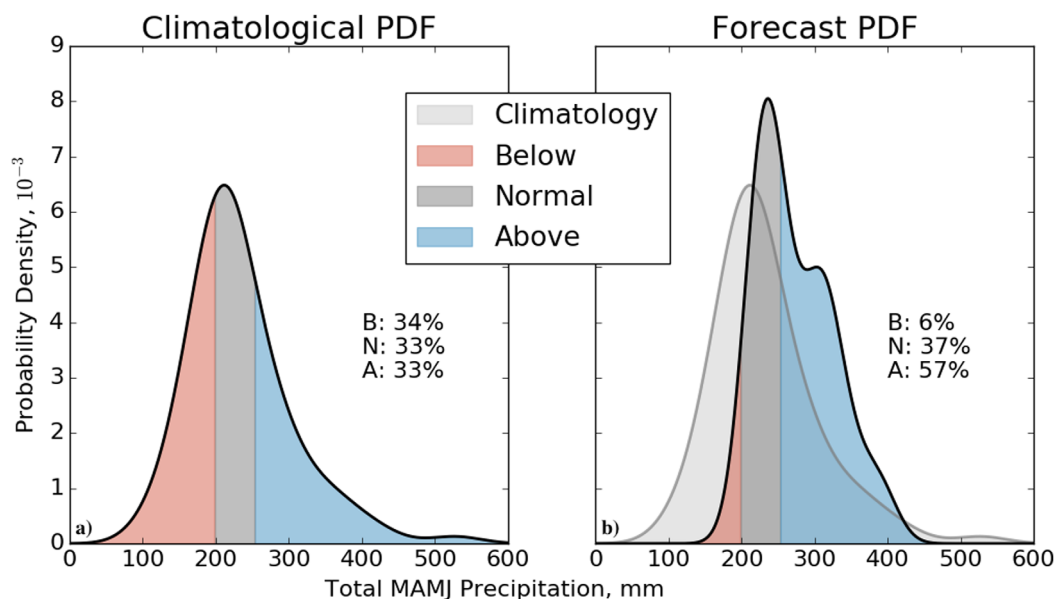 Climatological PDF
Forecast PDF
9
8
7
6
5
4
3
2
1
0
Probability Density, 10⁻³
Climatology
Below
Normal
Above
B: 34%
N: 33%
A: 33%
B: 6%
N: 37%
A: 57%
a)
b)
0 100 200 300 400 500 600
0 100 200 300 400 500 600
Total MAMJ Precipitation, mm